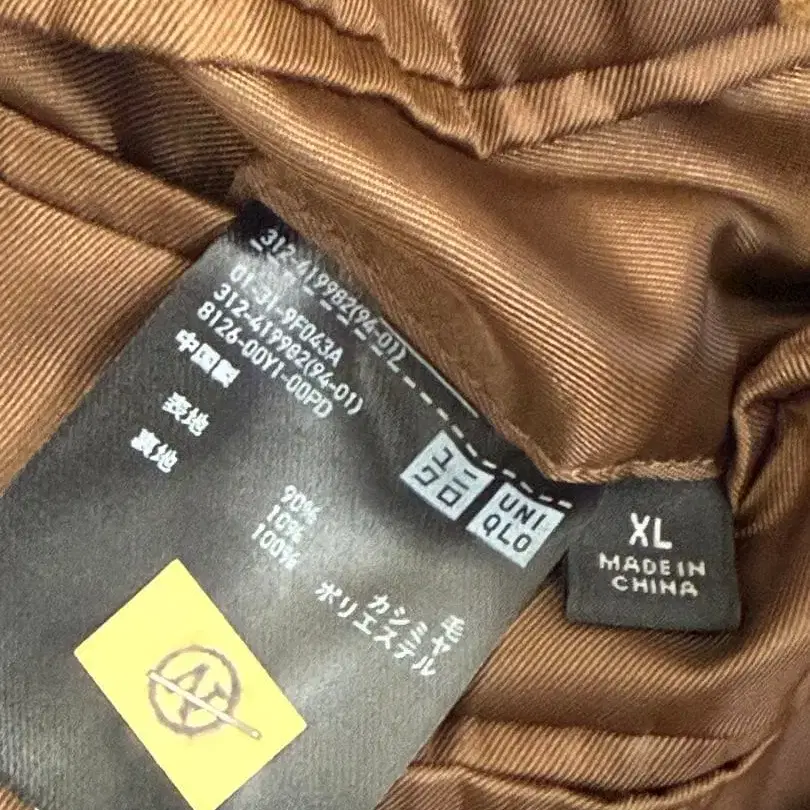 312-419982(94-01)
01-31-9F043A
312-419982(94-01)
8126-00Y1-00PD
中国製
表地
裏地
90%
10%
100%
毛
カシミヤ
ポリエステル
ユニ
クロ
UNI
QLO
XL
MADE IN
CHINA